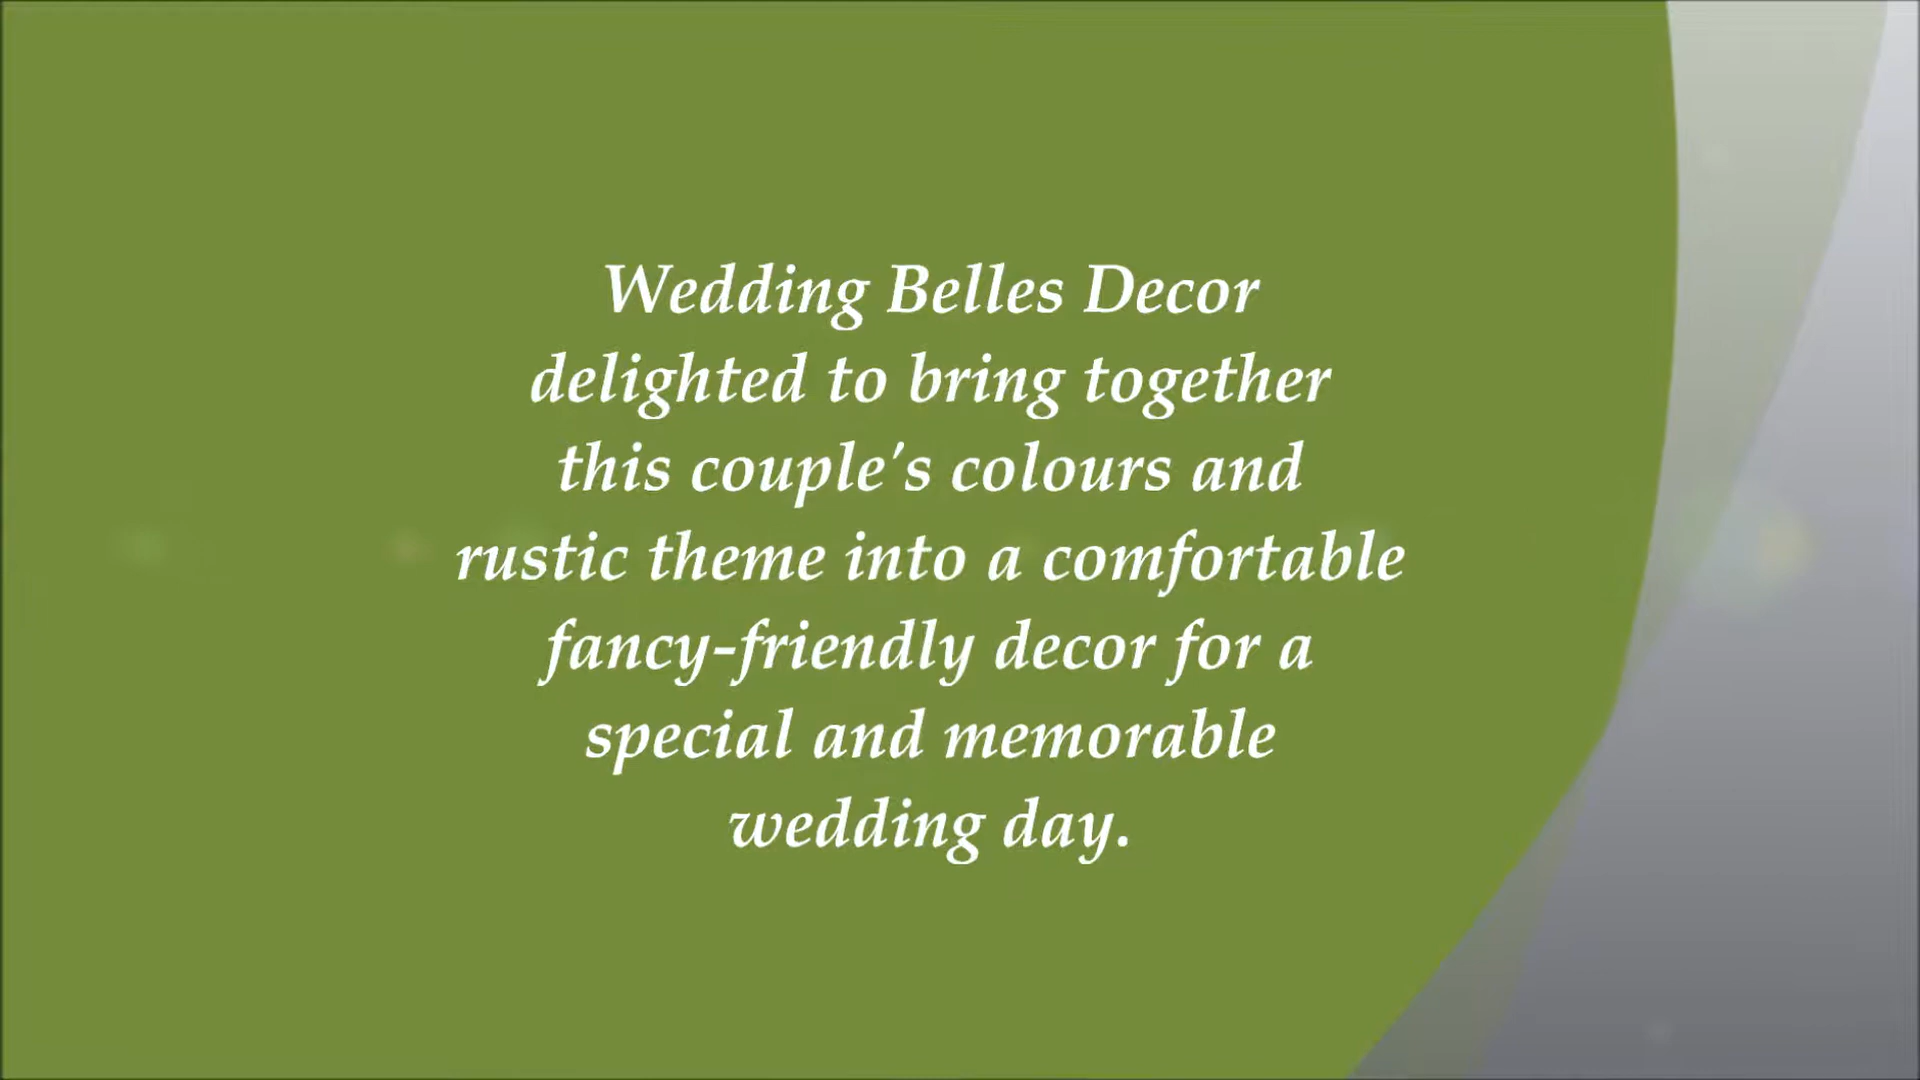 Wedding Belles Decor
delighted to bring together
this couple's colours and
rustic theme into a comfortable
fancy-friendly decor for a
special and memorable
wedding day.